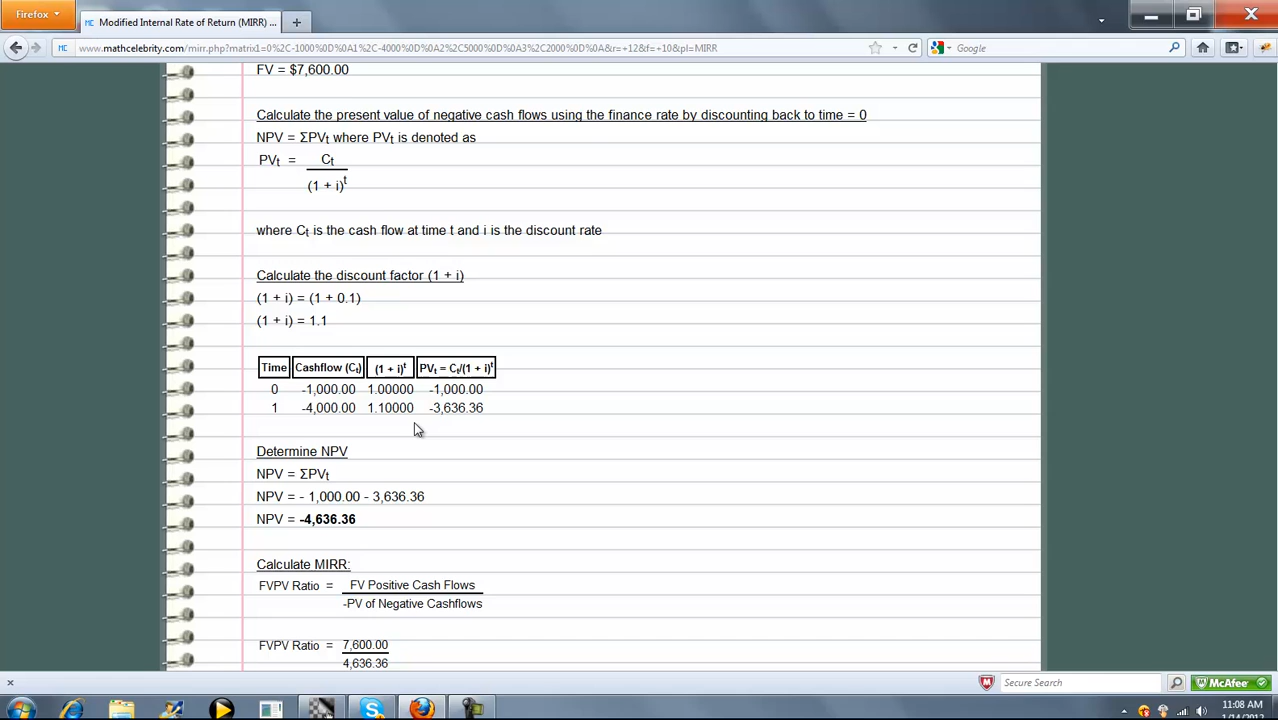 Firefox
Modified Internal Rate of Return (MIRR) ...
www.mathcelebrity.com/mirr.php?matrix1=0%2C-1000%0D%0A1%2C-4000%0D%0A2%2C5000%0D%0A3%2C2000%0D%0A&r=+12&f=+10&pl=MIRR
Google
FV = $7,600.00
Calculate the present value of negative cash flows using the finance rate by discounting back to time = 0
NPV = ΣPVt where PVt is denoted as
PVt =
Ct
(1 + i)t
where Ct is the cash flow at time t and i is the discount rate
Calculate the discount factor (1 + i)
(1 + i) = (1 + 0.1)
(1 + i) = 1.1
Time Cashflow (Ct) (1 + i)t PVt = Ct/(1 + i)t
0 -1,000.00 1.00000 -1,000.00
1 -4,000.00 1.10000 -3,636.36
Determine NPV
NPV = ΣPVt
NPV = - 1,000.00 - 3,636.36
NPV = -4,636.36
Calculate MIRR:
FVPV Ratio = FV Positive Cash Flows
-PV of Negative Cashflows
FVPV Ratio = 7,600.00
4,636.36
Secure Search
McAfee
11:08 AM
1/14/2012